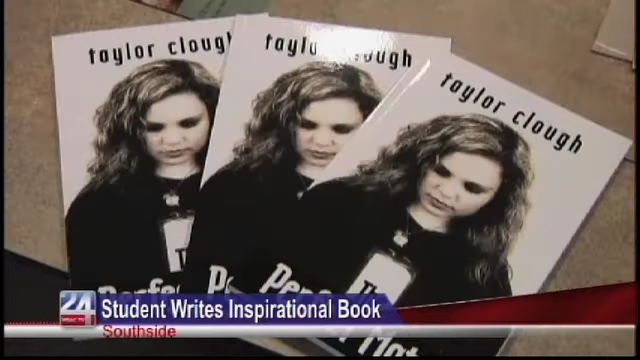 taylor clough
taylor clough
taylor clough
24
Student Writes Inspirational Book
Southside